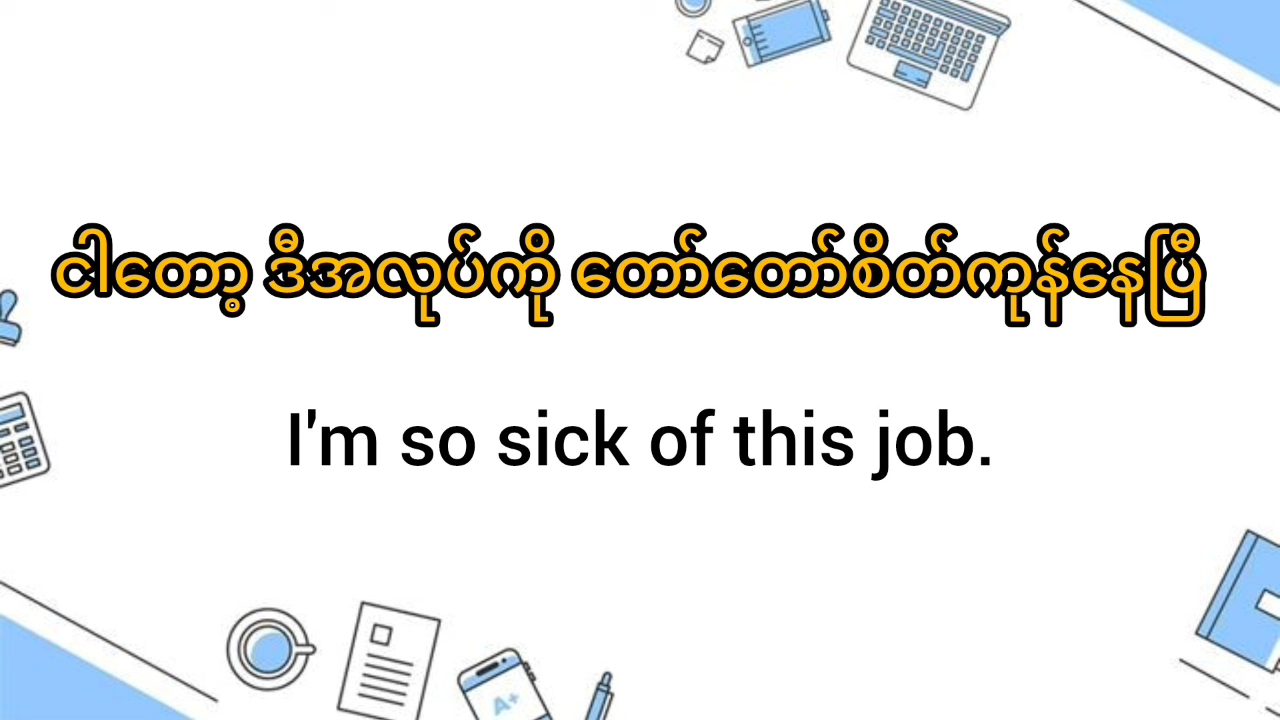 ငါတော့ ဒီအလုပ်ကို တော်တော်စိတ်ကုန်နေပြီ
I'm so sick of this job.
A+